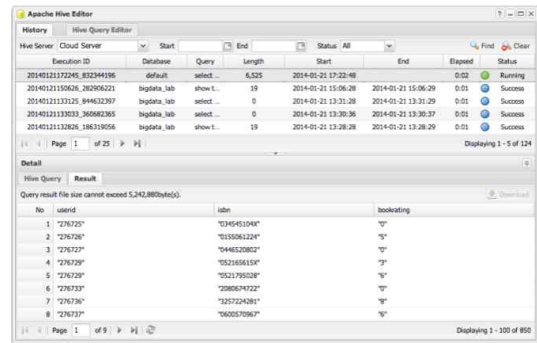 Apache Hive Editor
History Hive Query Editor
Hive Server Cloud Server Start End Status All Find Clear
Execution ID Database Query Length Start End Elapsed Status
20140121172245_832344196 default select ... 6,525 2014-01-21 17:22:48 0:02 Running
20140121150626_282906221 bigdata_lab show t... 19 2014-01-21 15:06:28 2014-01-21 15:06:29 0:01 Success
20140121133125_844632397 bigdata_lab select ... 0 2014-01-21 13:31:28 2014-01-21 13:31:29 0:01 Success
20140121133033_360682365 bigdata_lab select ... 0 2014-01-21 13:30:36 2014-01-21 13:30:37 0:01 Success
20140121132826_186319056 bigdata_lab show t... 19 2014-01-21 13:28:28 2014-01-21 13:28:29 0:01 Success
Page 1 of 25 Displaying 1 - 5 of 124
Detail
Hive Query Result
Query result file size cannot exceed 5,242,880byte(s). Download
No userid isbn bookrating
1 "276725" "034545104X" "0"
2 "276726" "0155061224" "5"
3 "276727" "0446520802" "0"
4 "276729" "052165615X" "3"
5 "276729" "0521795028" "6"
6 "276733" "2080674722" "0"
7 "276736" "3257224281" "8"
8 "276737" "0600570967" "6"
Page 1 of 9 Displaying 1 - 100 of 850